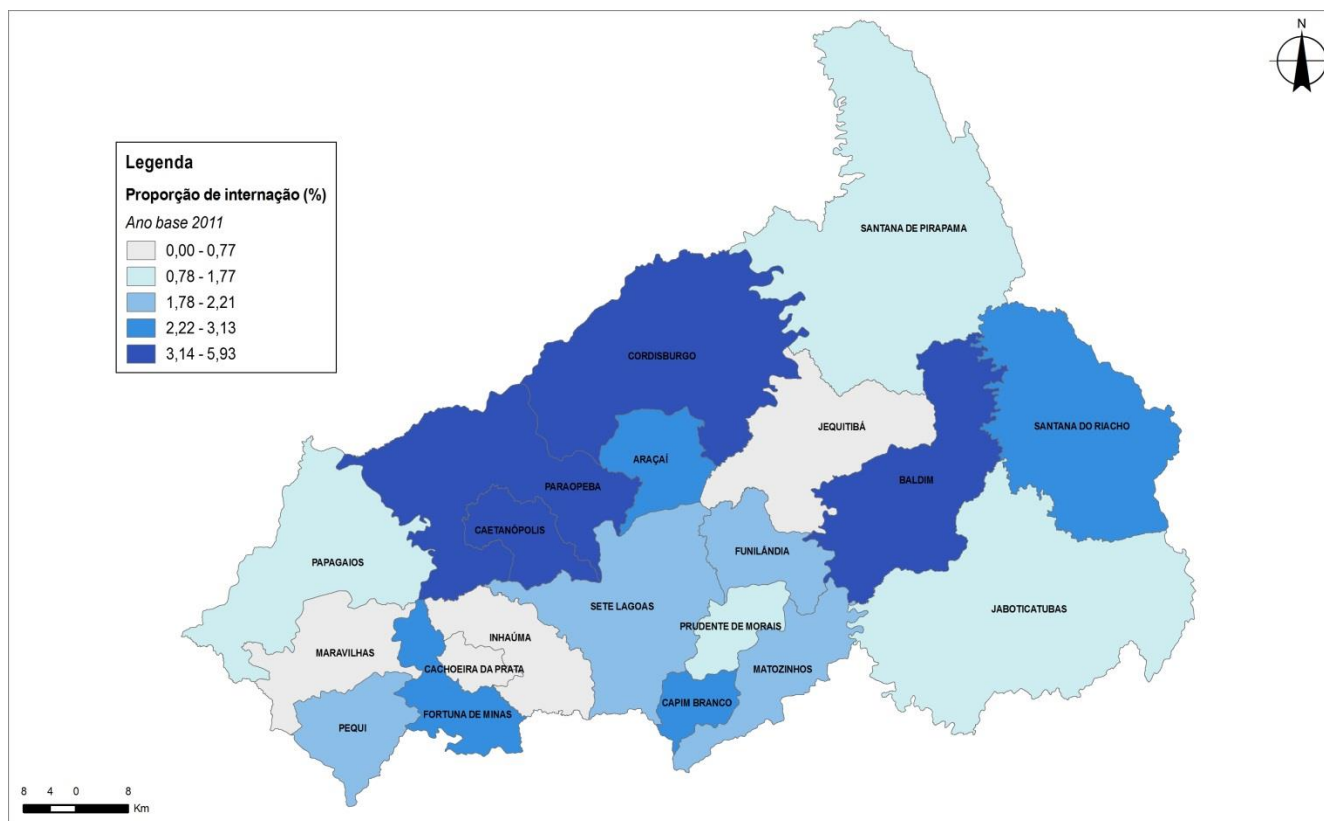 N
Legenda
Proporção de internação (%)
Ano base 2011
0,00 - 0,77
0,78 - 1,77
1,78 - 2,21
2,22 - 3,13
3,14 - 5,93
SANTANA DE PIRAPAMA
CORDISBURGO
JEQUITIBÁ
SANTANA DO RIACHO
ARAÇAÍ
BALDIM
PARAOPEBA
CAETANÓPOLIS
FUNILÂNDIA
PAPAGAIOS
SETE LAGOAS
JABOTICATUBAS
PRUDENTE DE MORAIS
INHAÚMA
MARAVILHAS
CACHOEIRA DA PRATA
MATOZINHOS
CAPIM BRANCO
FORTUNA DE MINAS
PEQUI
8 4 0 8
Km